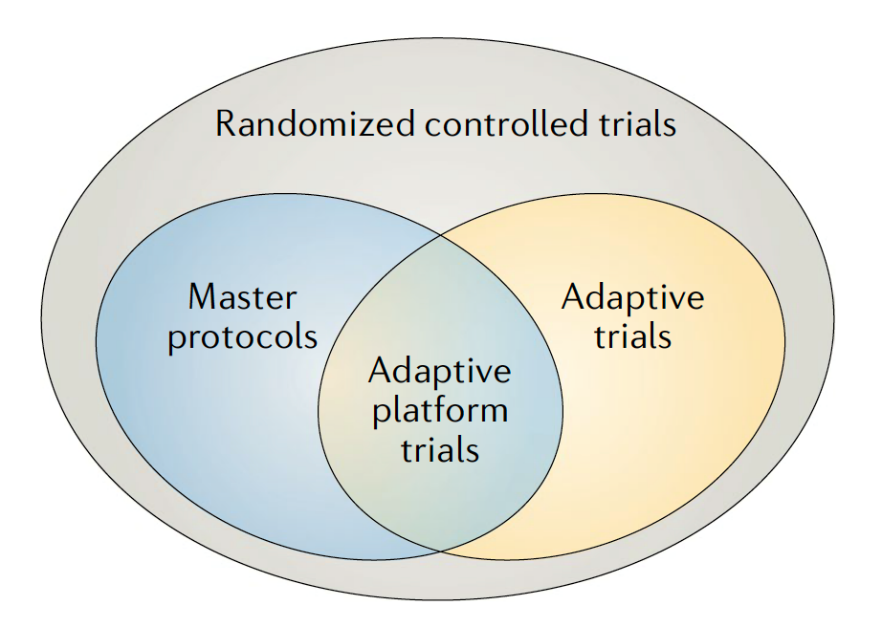 Randomized controlled trials
Master
protocols
Adaptive
platform
trials
Adaptive
trials